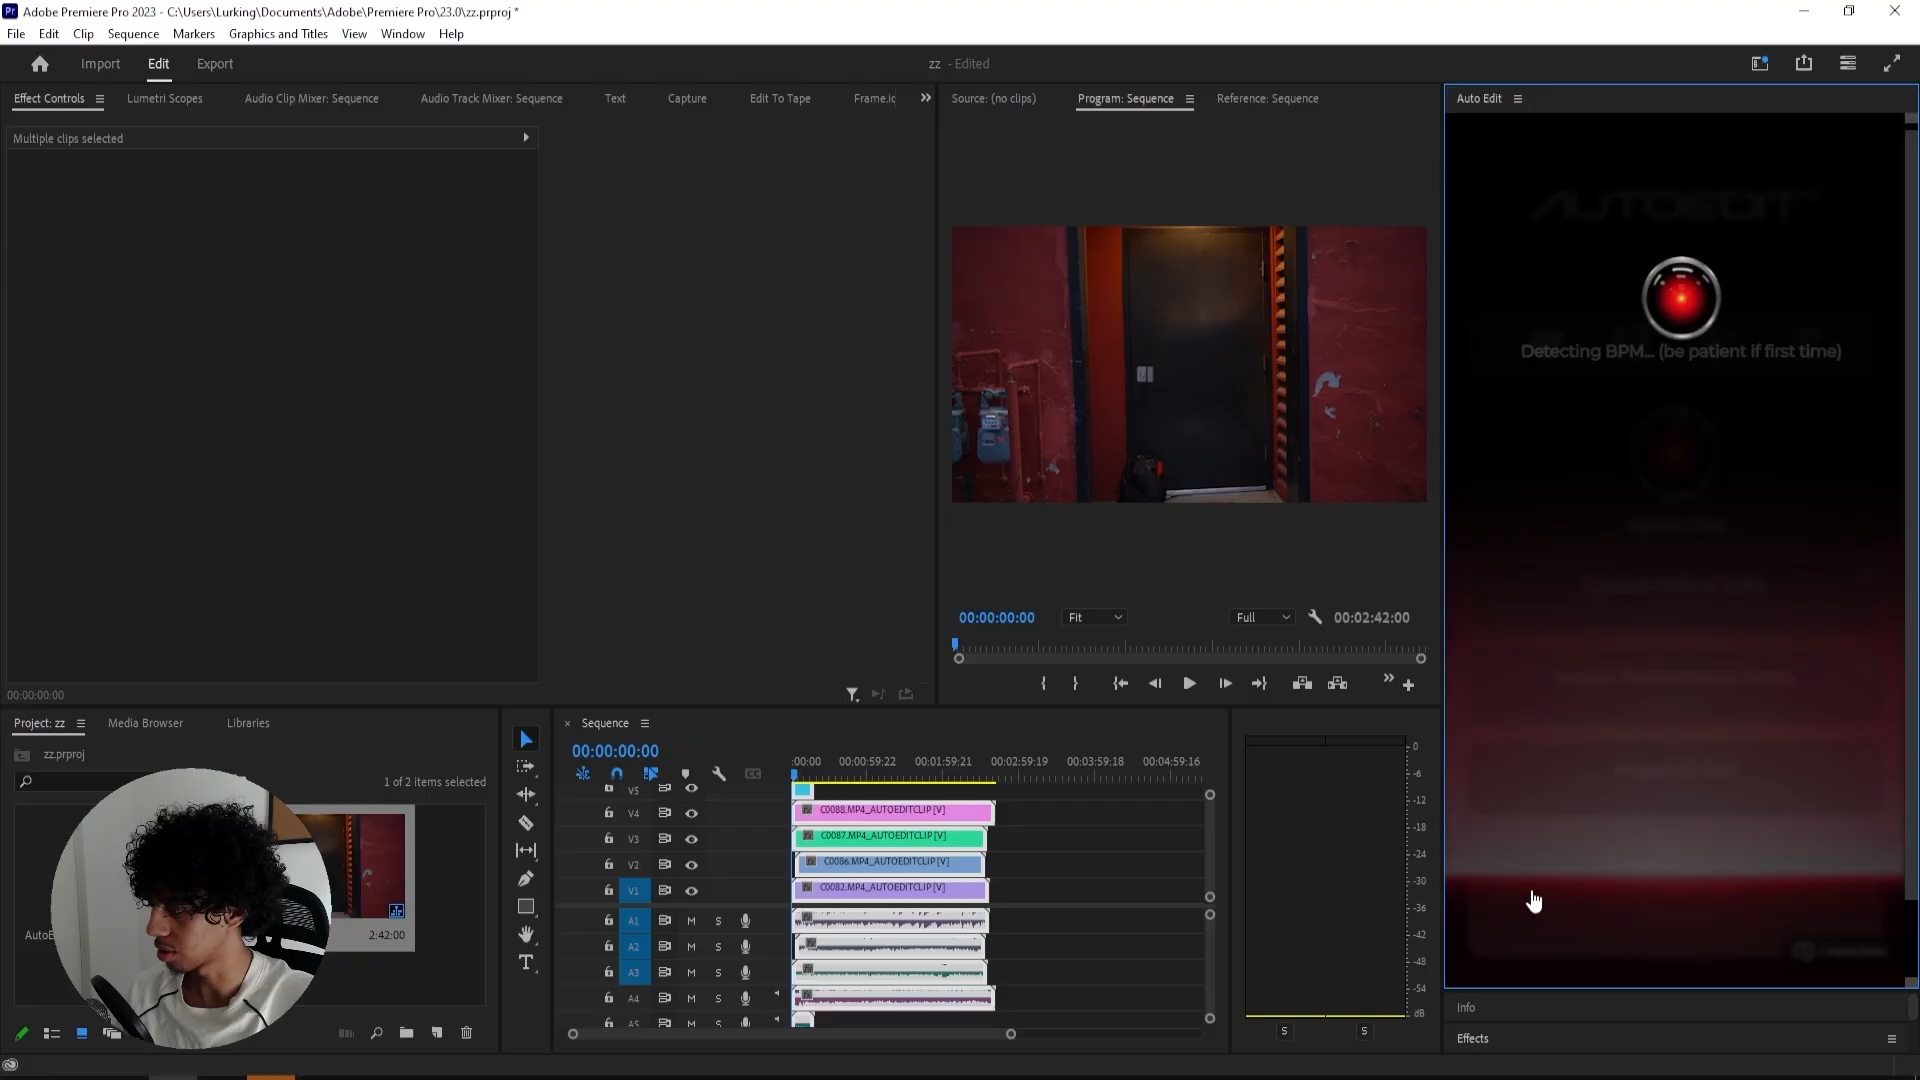 Adobe Premiere Pro 2023 - C:\Users\Lurking\Documents\Adobe\Premiere Pro\23.0\zz.prproj *
File Edit Clip Sequence Markers Graphics and Titles View Window Help
Import Edit Export
zz - Edited
Effect Controls Lumetri Scopes Audio Clip Mixer: Sequence Audio Track Mixer: Sequence Text Capture Edit To Tape Frame.ic
Source: (no clips) Program: Sequence Reference: Sequence
Auto Edit
Multiple clips selected
AUTOEDIT
Detecting BPM... (be patient if first time)
00:00:00:00 Fit Full 00:02:42:00
00:00:00:00
Project: zz Media Browser Libraries
zz.prproj
1 of 2 items selected
AutoE
2:42:00
Sequence
00:00:00:00
:00:00 00:00:59:22 00:01:59:21 00:02:59:19 00:03:59:18 00:04:59:16
V5
V4 C0088.MP4_AUTOEDITCLIP [V]
V3 C0087.MP4_AUTOEDITCLIP [V]
V2 C0086.MP4_AUTOEDITCLIP [V]
V1 C0082.MP4_AUTOEDITCLIP [V]
A1 M S
A2 M S
A3 M S
A4 M S
A5 M S
0
-6
-12
-18
-24
-30
-36
-42
-48
-54
dB
S S
Info
Effects